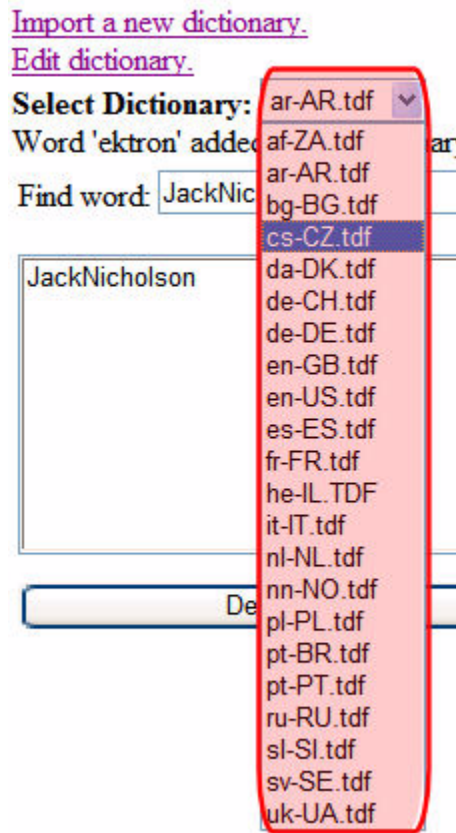 Import a new dictionary.
Edit dictionary.
Select Dictionary: ar-AR.tdf
Word 'ektron' added
Find word: JackNic
JackNicholson
De
af-ZA.tdf
ar-AR.tdf
bg-BG.tdf
cs-CZ.tdf
da-DK.tdf
de-CH.tdf
de-DE.tdf
en-GB.tdf
en-US.tdf
es-ES.tdf
fr-FR.tdf
he-IL.TDF
it-IT.tdf
nl-NL.tdf
nn-NO.tdf
pl-PL.tdf
pt-BR.tdf
pt-PT.tdf
ru-RU.tdf
sl-SI.tdf
sv-SE.tdf
uk-UA.tdf